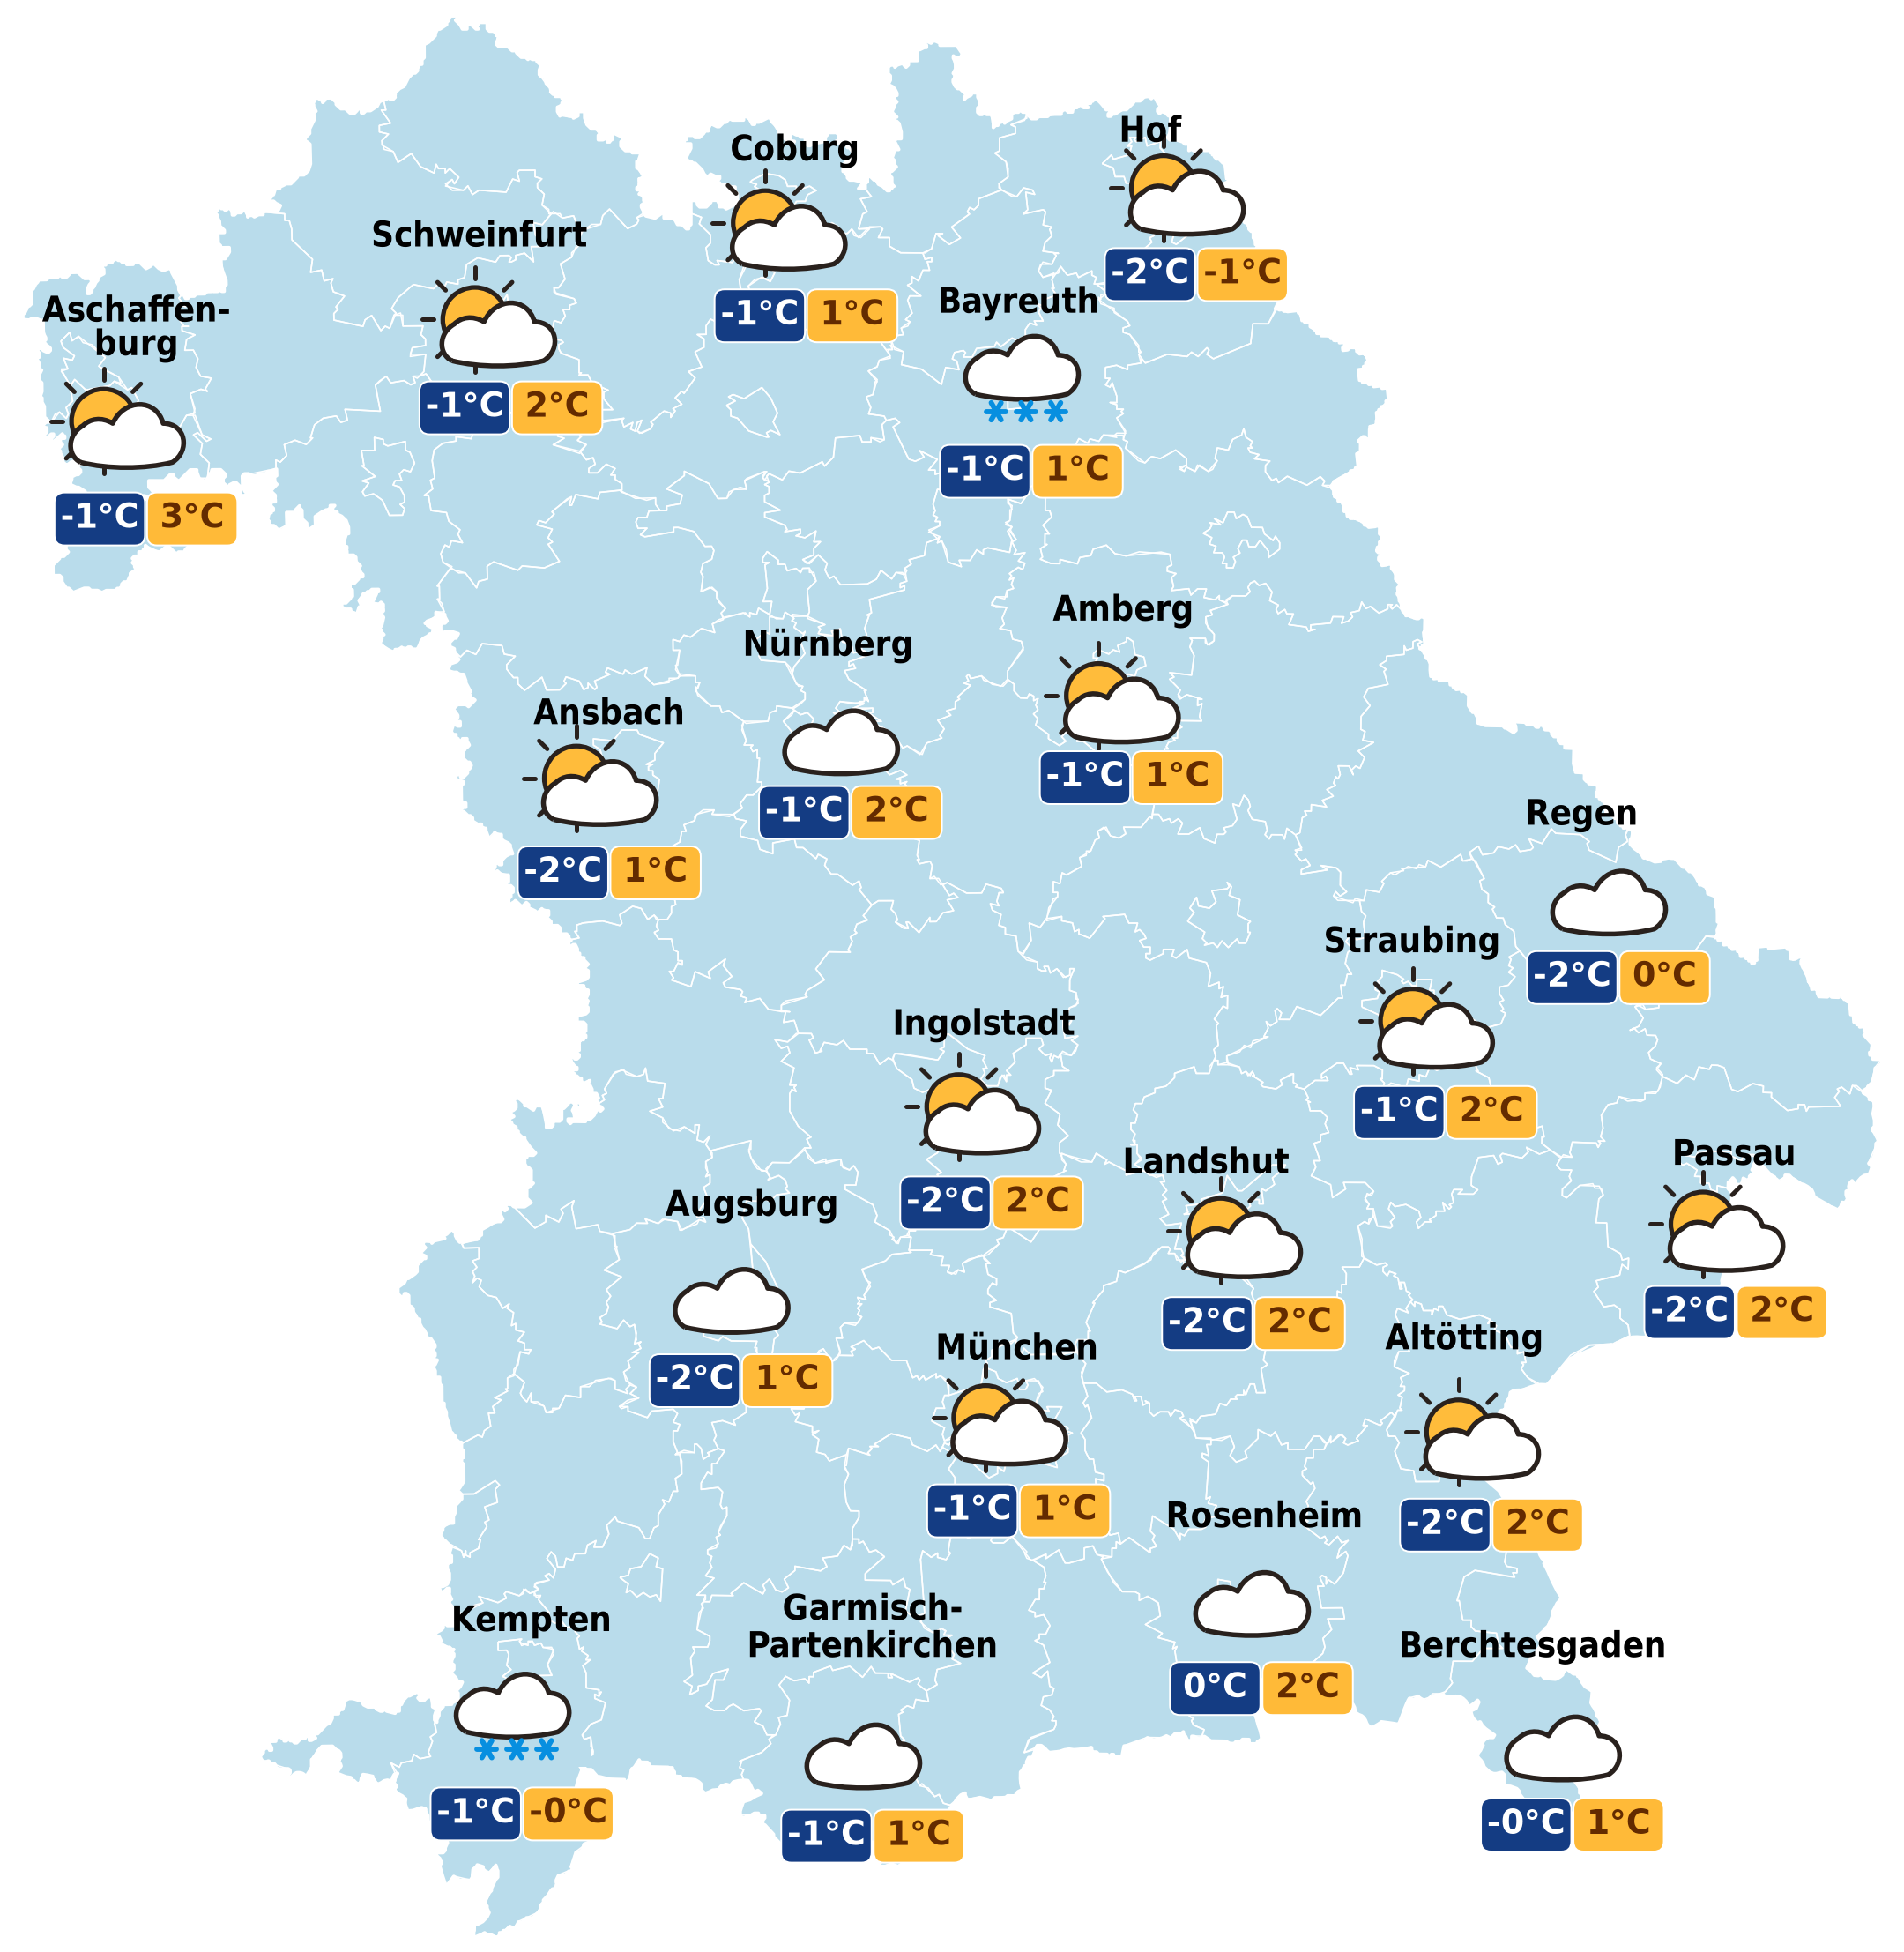 Hof
-2°C -1°C
Coburg
-1°C 1°C
Schweinfurt
-1°C 2°C
Bayreuth
-1°C 1°C
Aschaffen-
burg
-1°C 3°C
Amberg
-1°C 1°C
Nürnberg
-1°C 2°C
Ansbach
-2°C 1°C
Regen
-2°C 0°C
Straubing
-1°C 2°C
Ingolstadt
-2°C 2°C
Landshut
-2°C 2°C
Passau
-2°C 2°C
Augsburg
-2°C 1°C
München
-1°C 1°C
Altötting
-2°C 2°C
Rosenheim
0°C 2°C
Kempten
-1°C -0°C
Garmisch-
Partenkirchen
-1°C 1°C
Berchtesgaden
-0°C 1°C